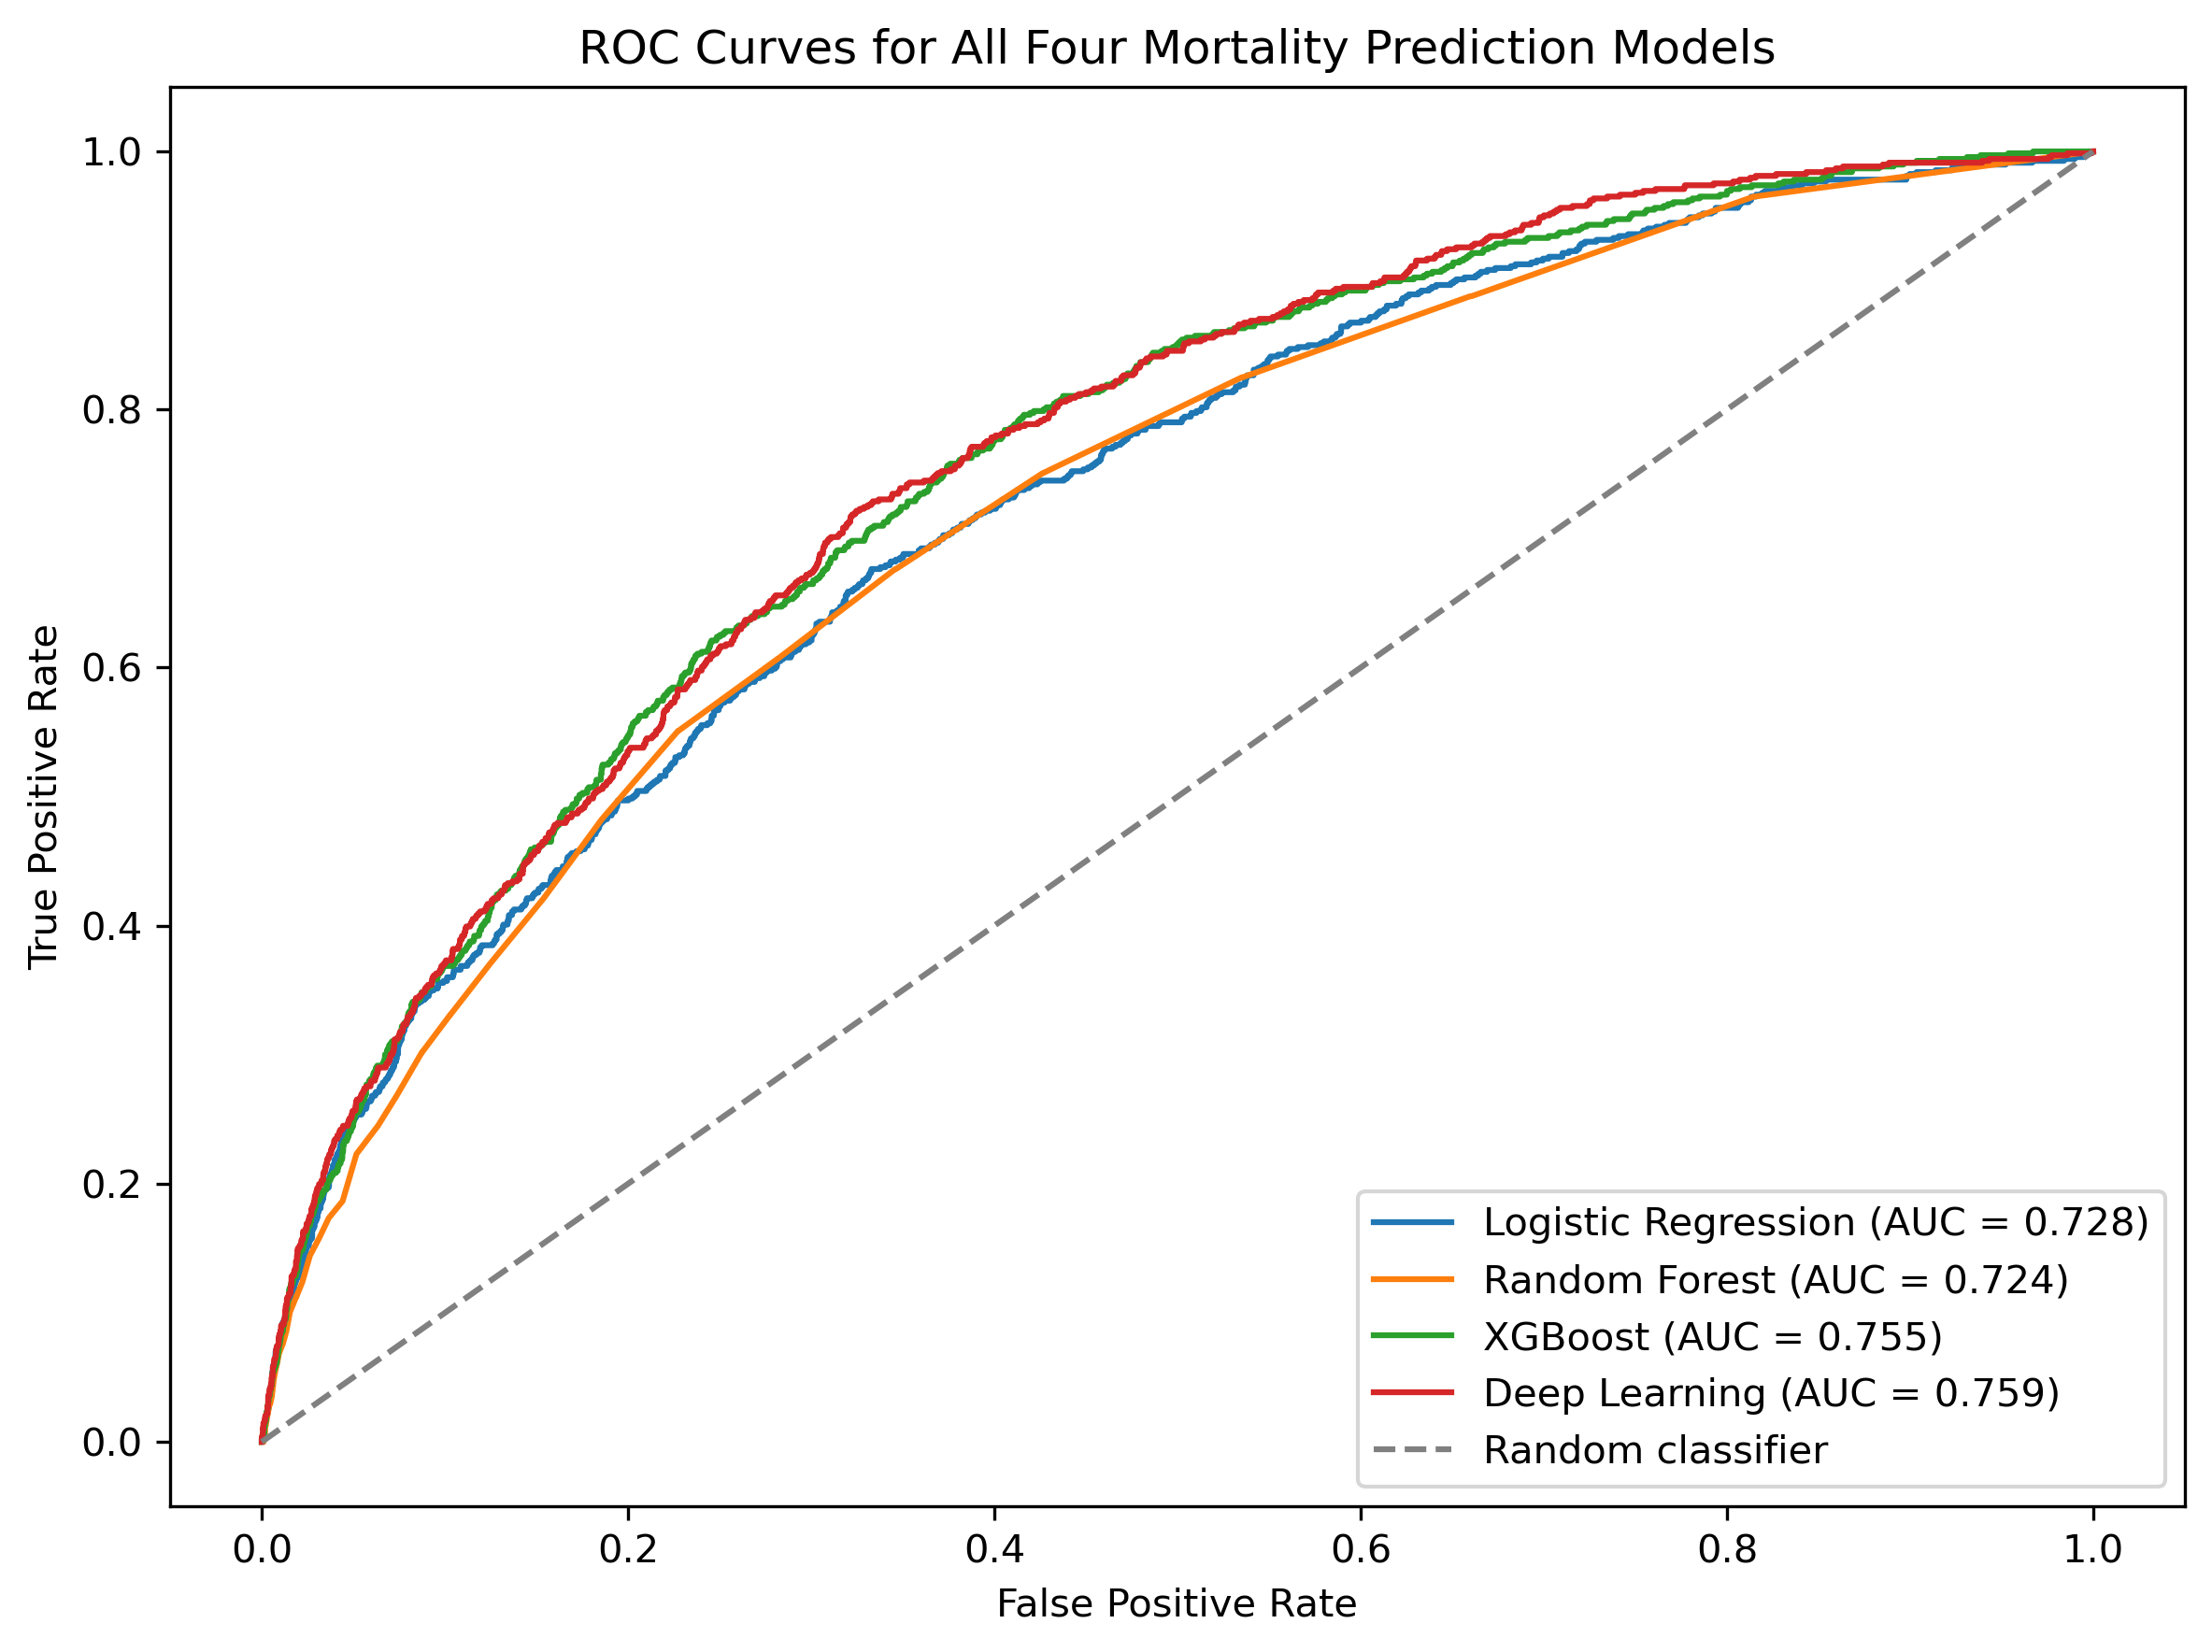 ROC Curves for All Four Mortality Prediction Models
True Positive Rate
1.0
0.8
0.6
0.4
0.2
0.0
Logistic Regression (AUC = 0.728)
Random Forest (AUC = 0.724)
XGBoost (AUC = 0.755)
Deep Learning (AUC = 0.759)
Random classifier
0.0 0.2 0.4 0.6 0.8 1.0
False Positive Rate